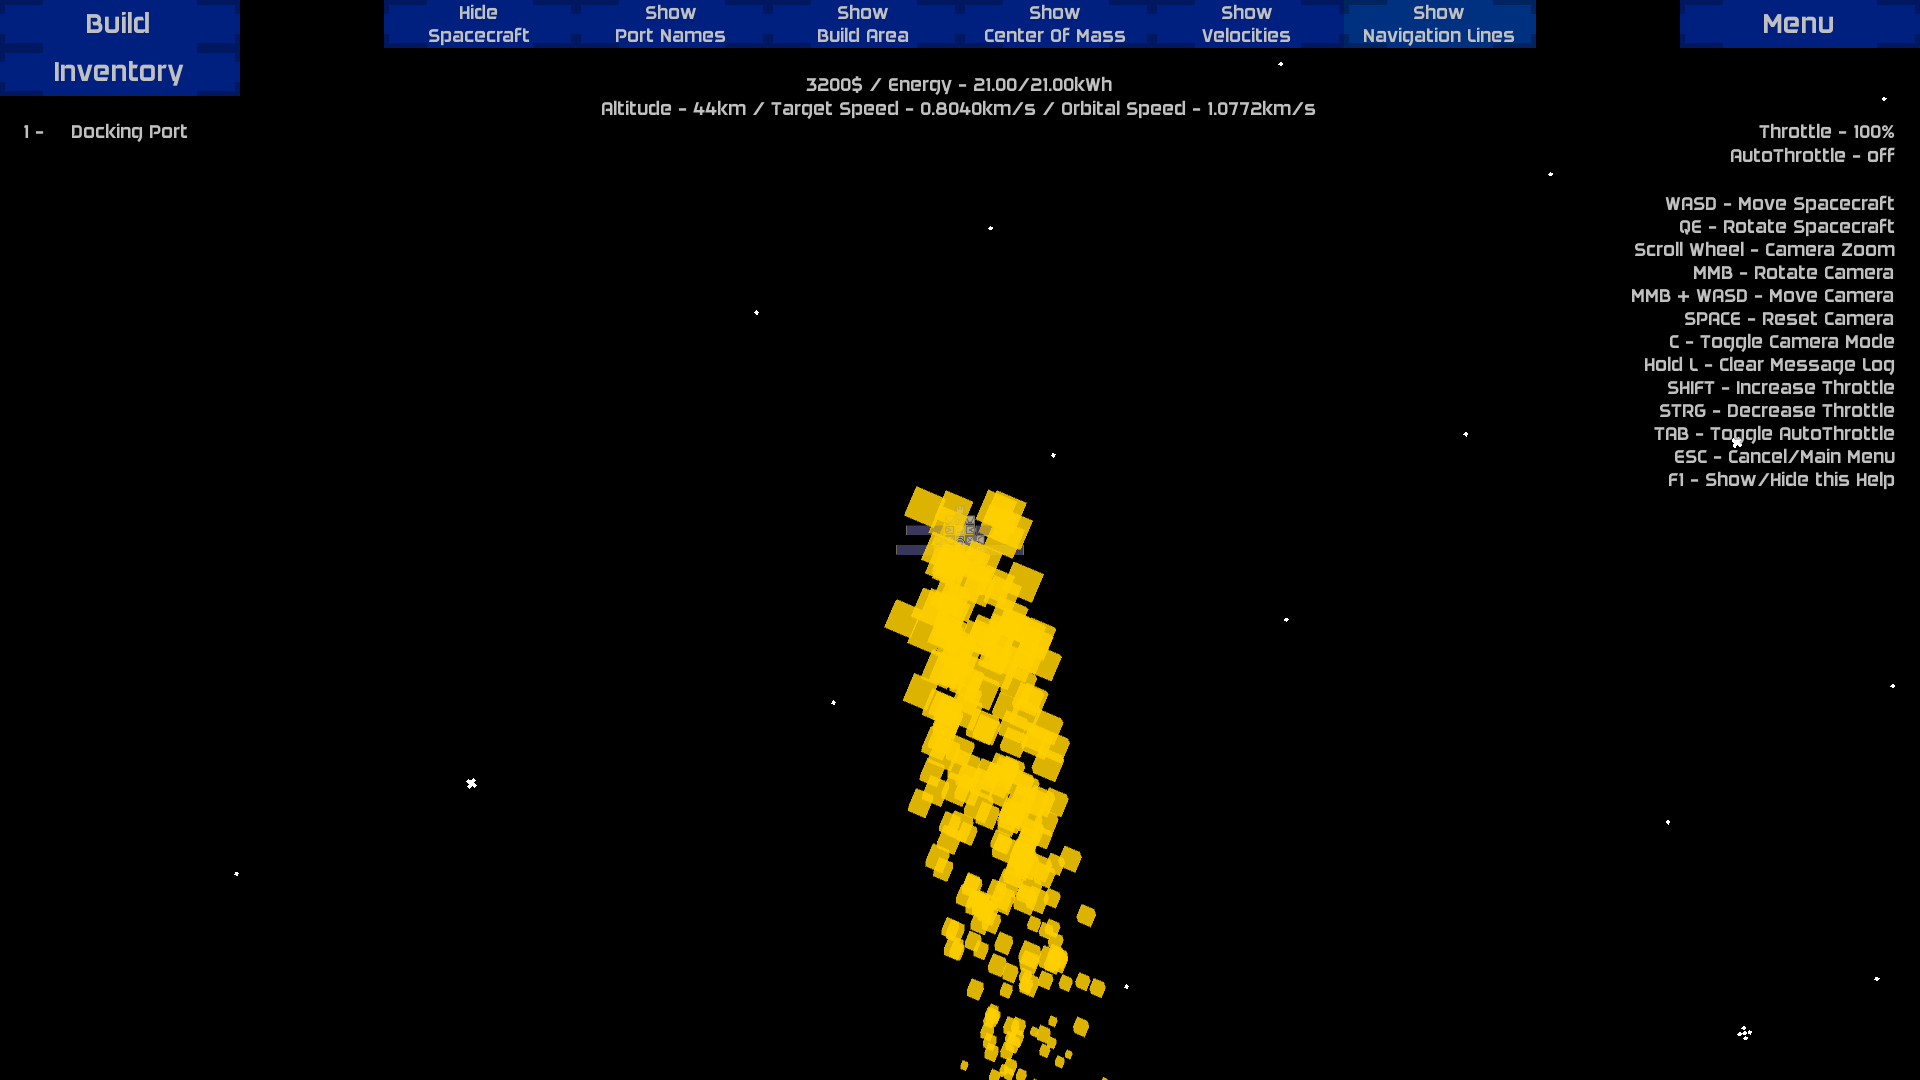 Build
Inventory
Hide
Spacecraft
Show
Port Names
Show
Build Area
Show
Center Of Mass
Show
Velocities
Show
Navigation Lines
Menu
3200$ / Energy - 21.00/21.00kWh
Altitude - 44km / Target Speed - 0.8040km/s / Orbital Speed - 1.0772km/s
1 - Docking Port
Throttle - 100%
AutoThrottle - off
WASD - Move Spacecraft
QE - Rotate Spacecraft
Scroll Wheel - Camera Zoom
MMB - Rotate Camera
MMB + WASD - Move Camera
SPACE - Reset Camera
C - Toggle Camera Mode
Hold L - Clear Message Log
SHIFT - Increase Throttle
STRG - Decrease Throttle
TAB - Toggle AutoThrottle
ESC - Cancel/Main Menu
F1 - Show/Hide this Help